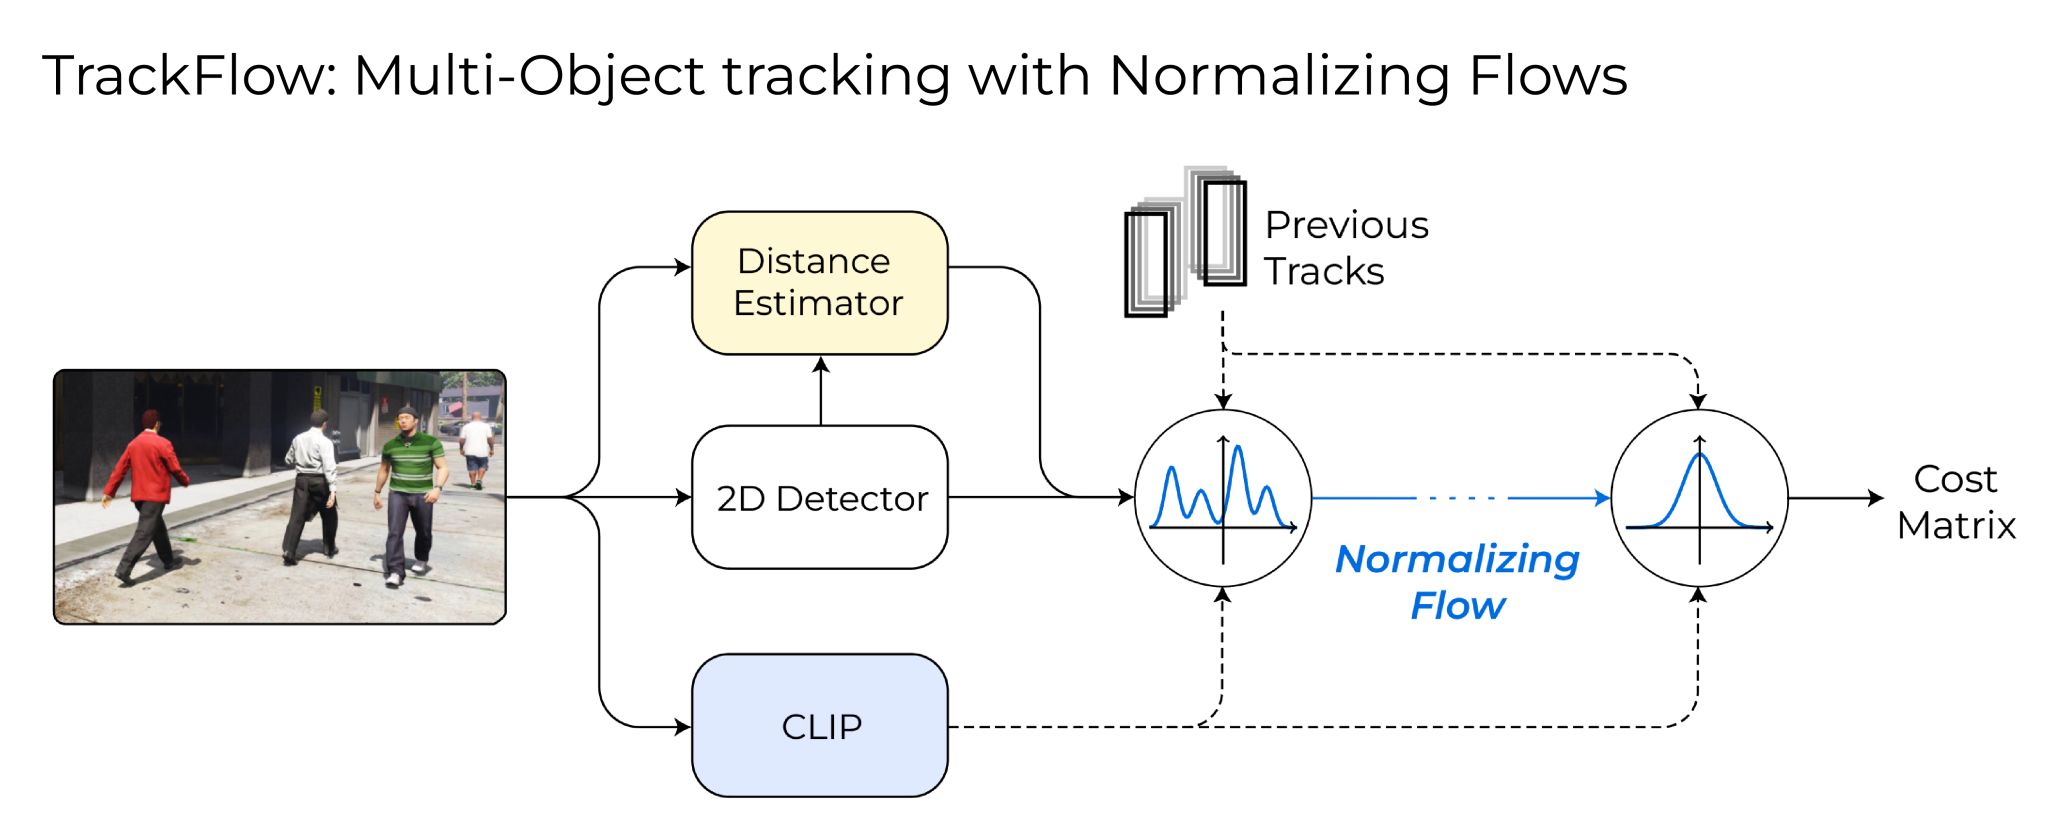 TrackFlow: Multi-Object tracking with Normalizing Flows
Previous
Tracks
Distance
Estimator
2D Detector
CLIP
Normalizing
Flow
Cost
Matrix